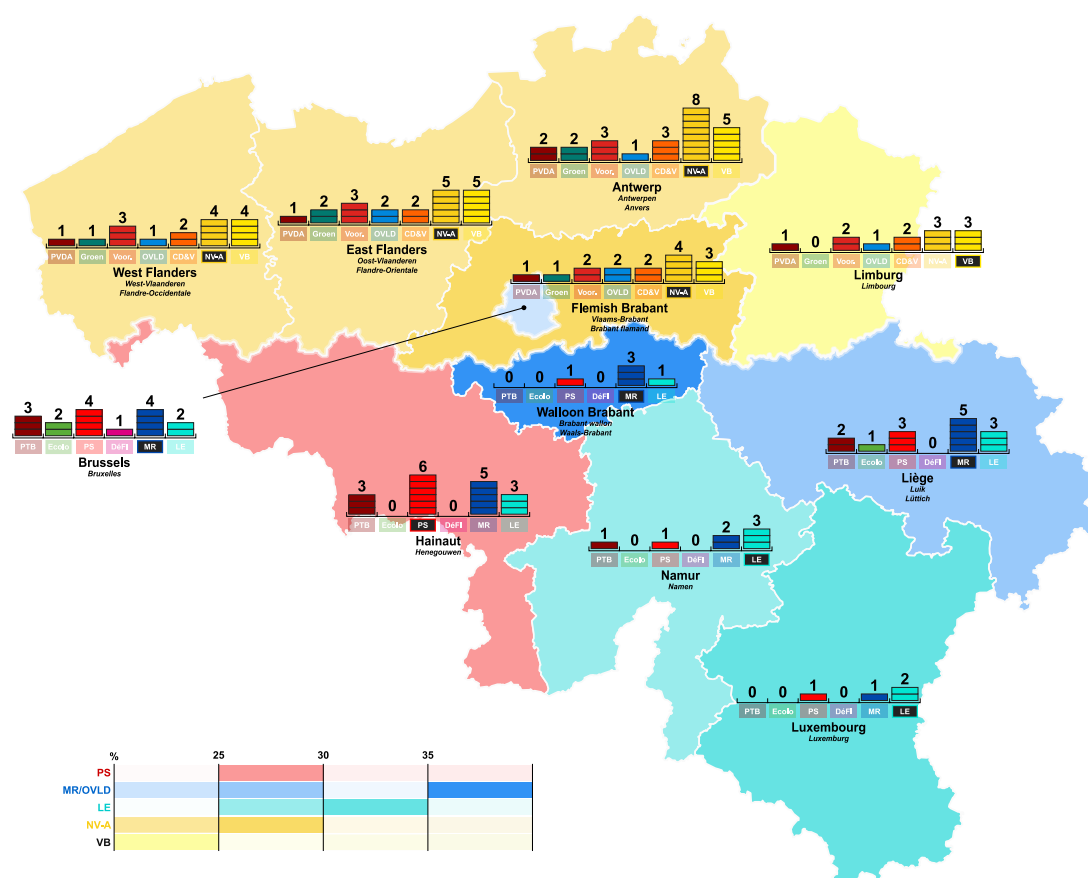 8
5
2 2 3 1 3
PVDA Groen Voor. OVLD CD&V NV-A VB
Antwerp
Antwerpen
Anvers
1 2 3 2 2 5 5
PVDA Groen Voor. OVLD CD&V NV-A VB
East Flanders
Oost-Vlaanderen
Flandre-Orientale
1 1 3 1 2 4 4
PVDA Groen Voor. OVLD CD&V NV-A VB
West Flanders
West-Vlaanderen
Flandre-Occidentale
1 0 2 1 2 3 3
PVDA Groen Voor. OVLD CD&V NV-A VB
Limburg
Limbourg
1 1 2 2 2 4 3
PVDA Groen Voor. OVLD CD&V NV-A VB
Flemish Brabant
Vlaams-Brabant
Brabant flamand
0 0 1 0 3 1
PTB Ecolo PS DéFI MR LE
Walloon Brabant
Brabant wallon
Waals-Brabant
3 2 4 1 4 2
PTB Ecolo PS DéFI MR LE
Brussels
Bruxelles
2 1 3 0 5 3
PTB Ecolo PS DéFI MR LE
Liège
Luik
Lüttich
3 0 6 0 5 3
PTB Ecolo PS DéFI MR LE
Hainaut
Henegouwen
1 0 1 0 2 3
PTB Ecolo PS DéFI MR LE
Namur
Namen
0 0 1 0 1 2
PTB Ecolo PS DéFI MR LE
Luxembourg
Luxemburg
% 25 30 35
PS
MR/OVLD
LE
NV-A
VB